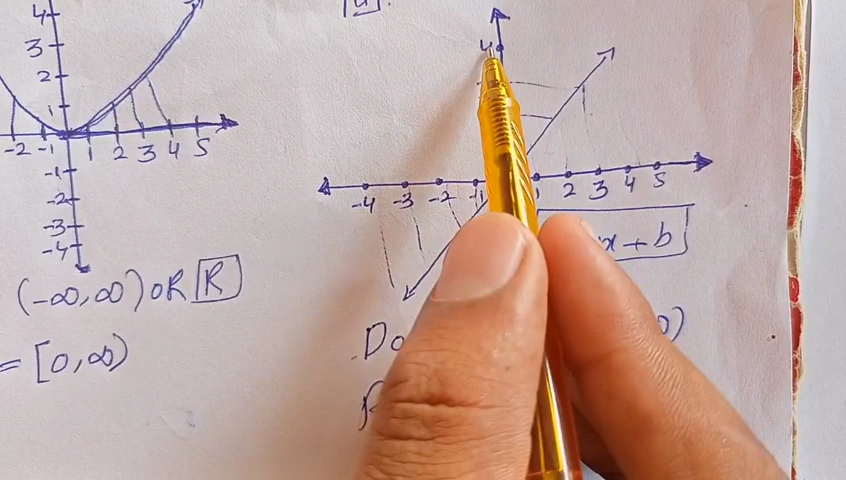 4
3
2
1
-2 -1 1 2 3 4 5
-1
-2
-3
-4
(-∞,∞) OR R
= [0,∞)
4
-4 -3 -2 -1 1 2 3 4 5
x+b